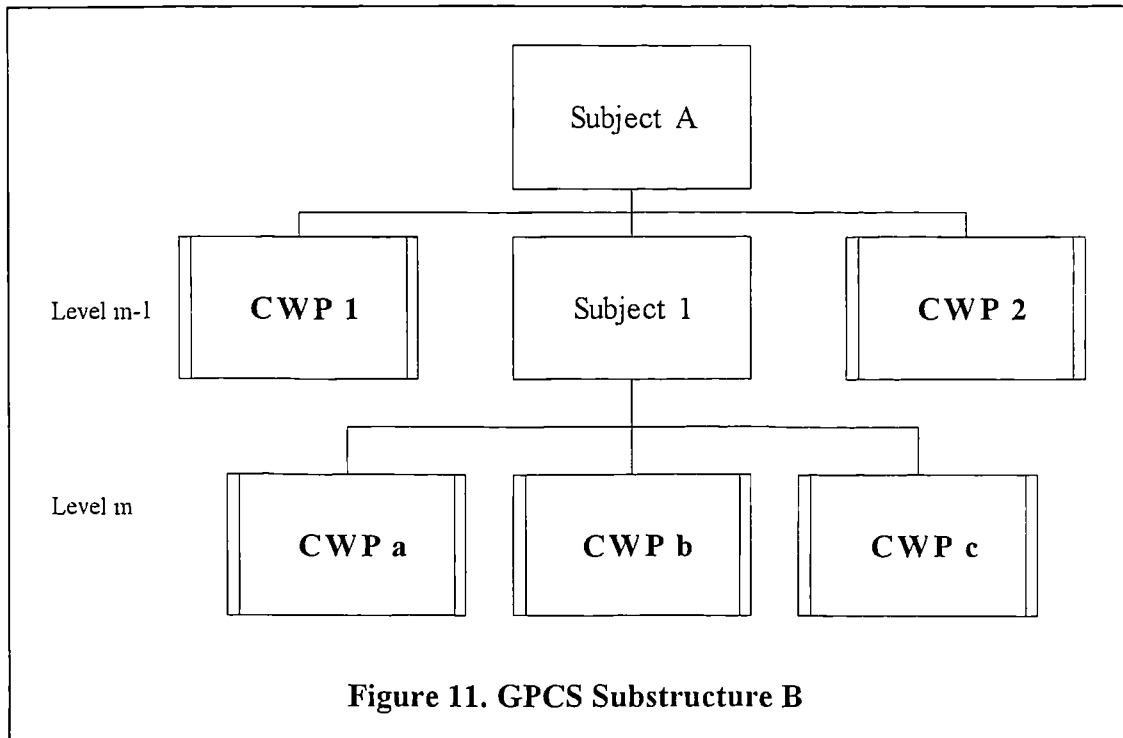 Subject A
Level m-1
CWP 1
Subject 1
CWP 2
Level m
CWP a
CWP b
CWP c
Figure 11. GPCS Substructure B